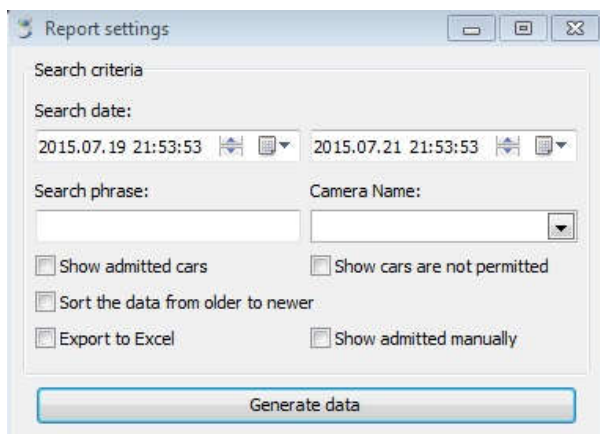 Report settings
Search criteria
Search date:
2015.07.19 21:53:53 2015.07.21 21:53:53
Search phrase: Camera Name:
Show admitted cars Show cars are not permitted
Sort the data from older to newer
Export to Excel Show admitted manually
Generate data